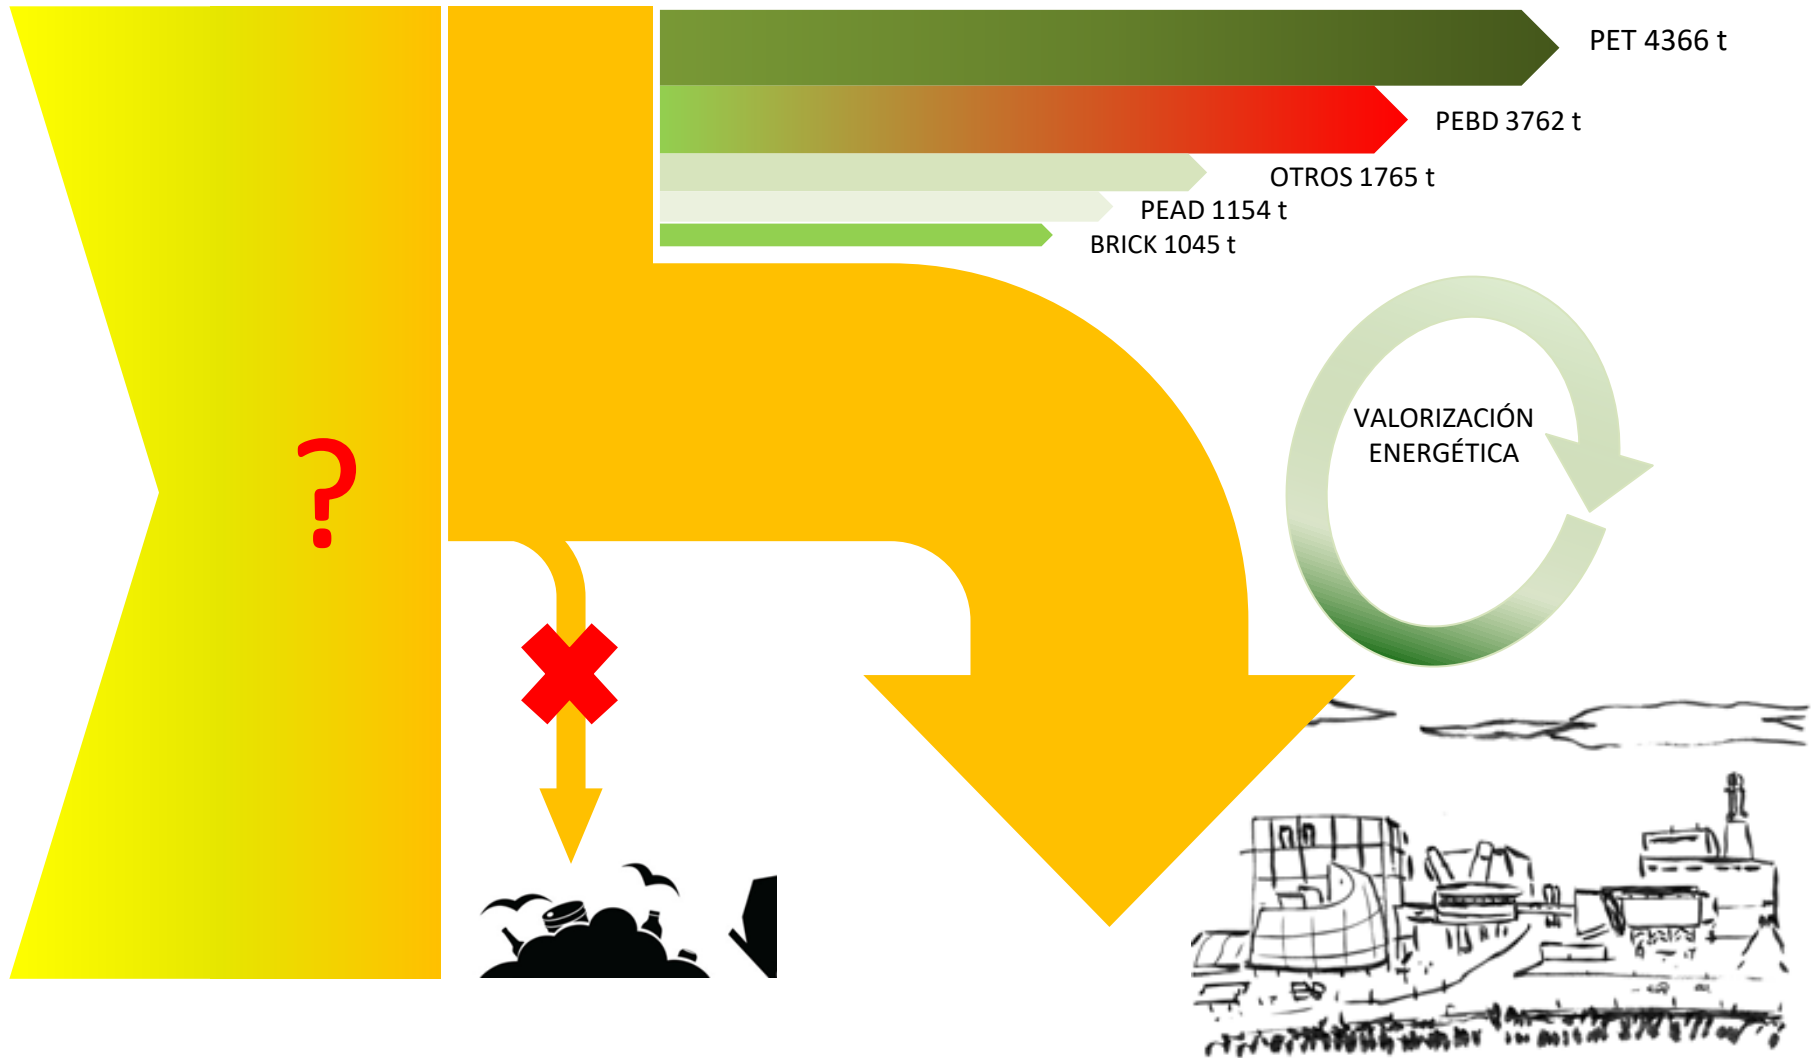 PET 4366 t
PEBD 3762 t
OTROS 1765 t
PEAD 1154 t
BRICK 1045 t
VALORIZACIÓN
ENERGÉTICA
?